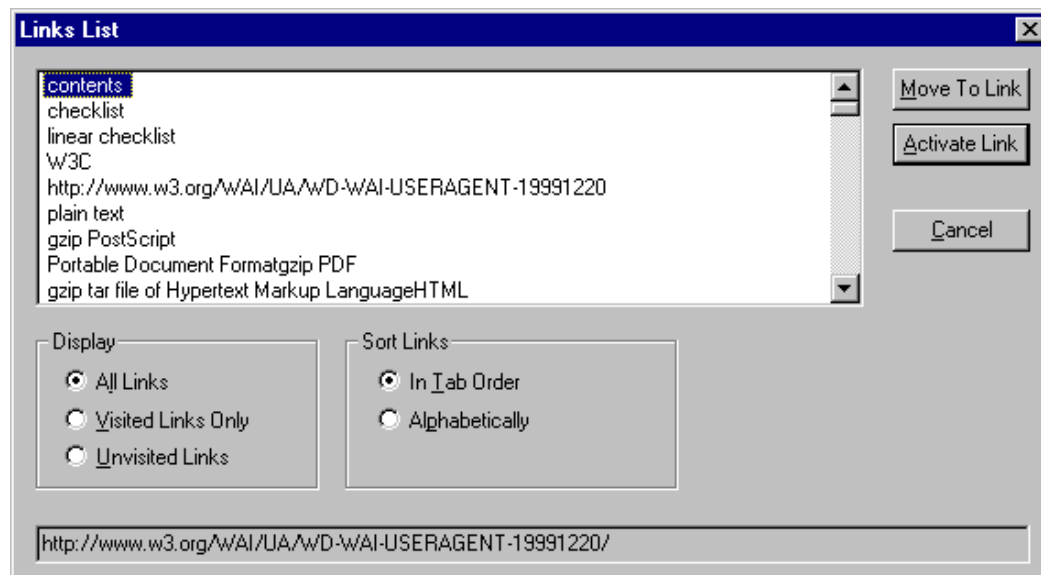 Links List
contents
checklist
linear checklist
W3C
http://www.w3.org/WAI/UA/WD-WAI-USERAGENT-19991220
plain text
gzip PostScript
Portable Document Formatgzip PDF
gzip tar file of Hypertext Markup LanguageHTML
Move To Link
Activate Link
Cancel
Display
All Links
Visited Links Only
Unvisited Links
Sort Links
In Tab Order
Alphabetically
http://www.w3.org/WAI/UA/WD-WAI-USERAGENT-19991220/